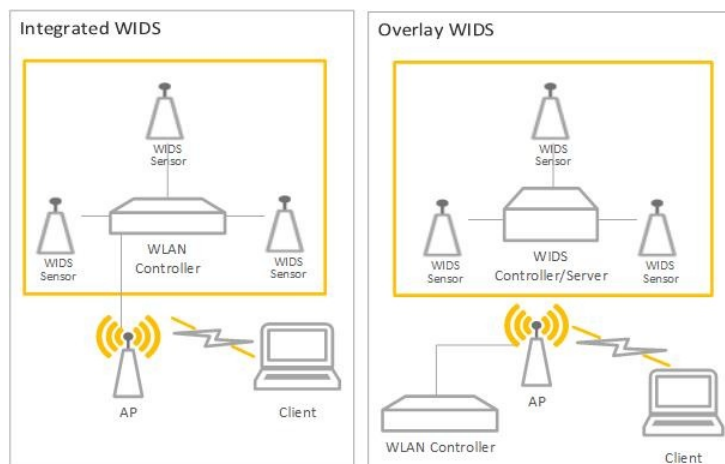 Integrated WIDS
WIDS
Sensor
WIDS
Sensor
WLAN
Controller
WIDS
Sensor
AP
Client
Overlay WIDS
WIDS
Sensor
WIDS
Sensor
WIDS
Controller/Server
WIDS
Sensor
AP
WLAN Controller
Client